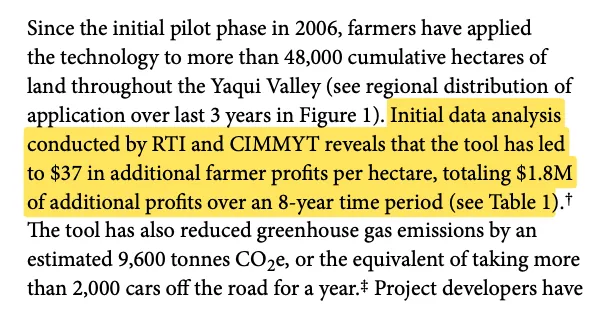 Since the initial pilot phase in 2006, farmers have applied
the technology to more than 48,000 cumulative hectares of
land throughout the Yaqui Valley (see regional distribution of
application over last 3 years in Figure 1). Initial data analysis
conducted by RTI and CIMMYT reveals that the tool has led
to $37 in additional farmer profits per hectare, totaling $1.8M
of additional profits over an 8-year time period (see Table 1).†
The tool has also reduced greenhouse gas emissions by an
estimated 9,600 tonnes CO₂e, or the equivalent of taking more
than 2,000 cars off the road for a year.‡ Project developers have